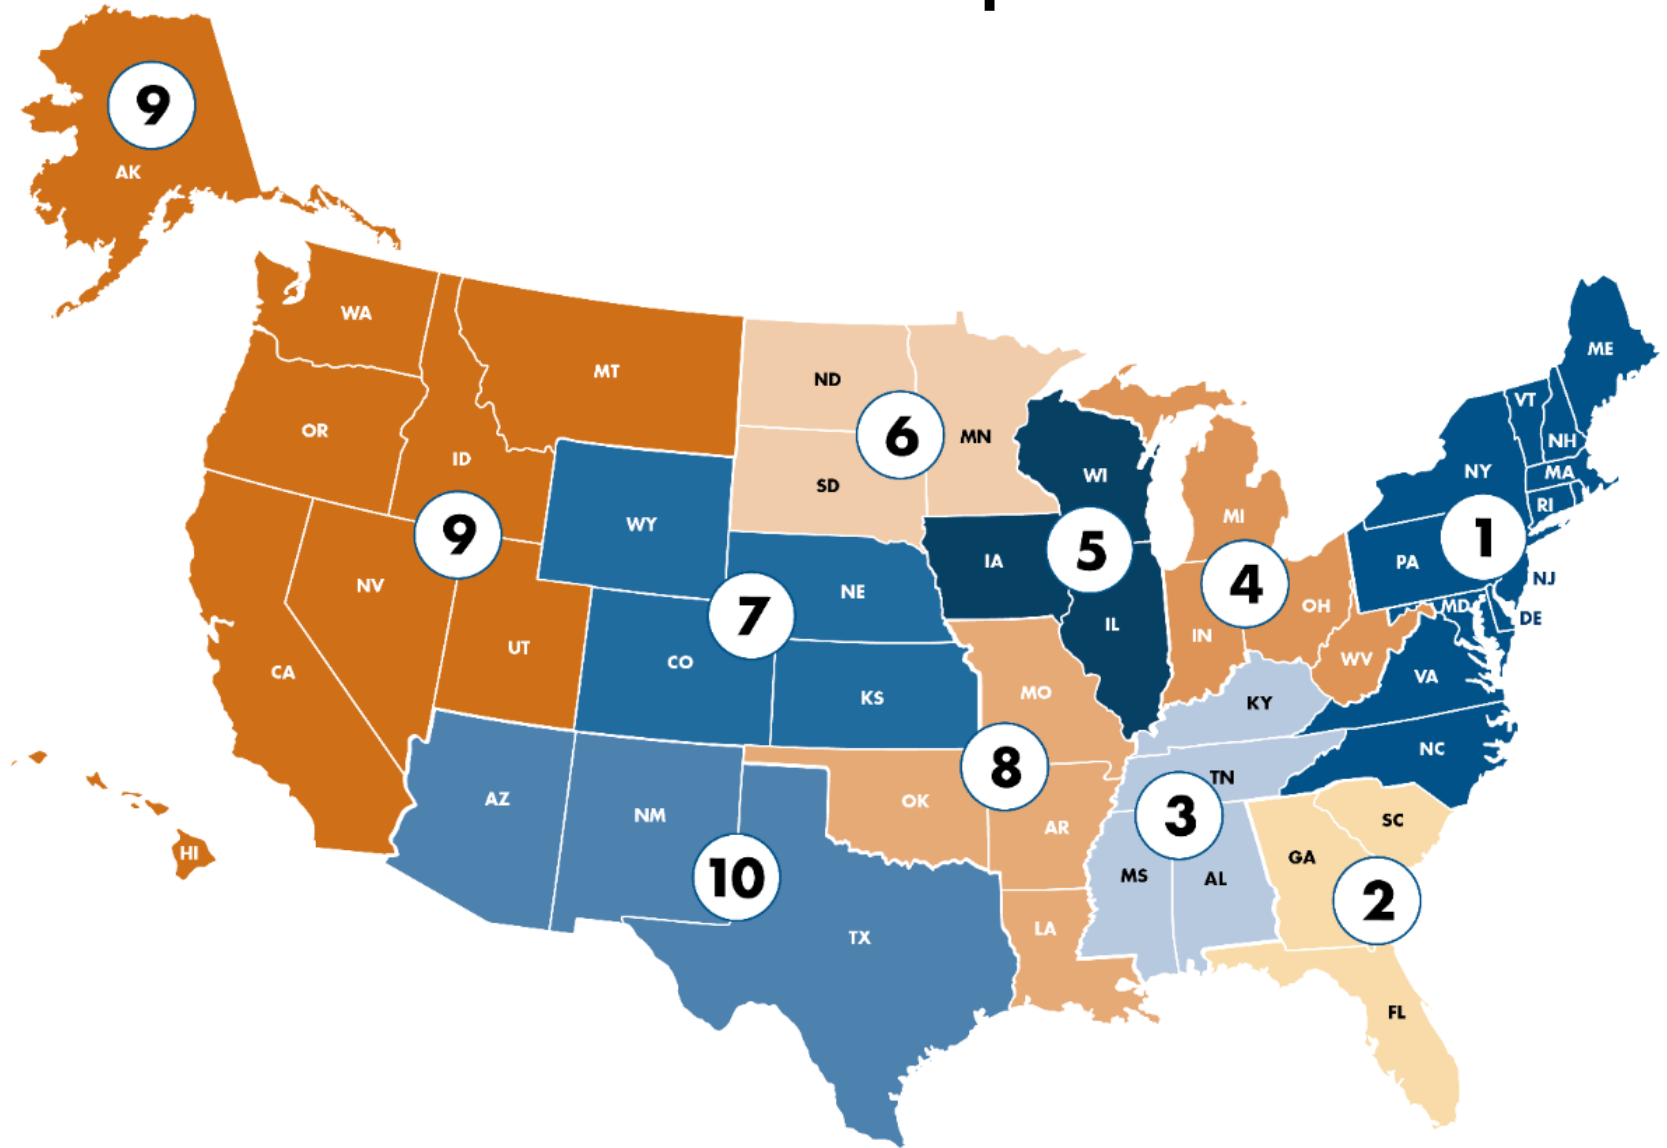 9
AK
WA
MT
ND
ME
OR
ID
6
MN
VT
NH
SD
WI
NY
MA
WY
MI
RI
9
5
1
NV
IA
4
PA
NJ
NE
7
OH
MD
DE
UT
IL
IN
CO
WV
CA
KS
MO
VA
KY
NC
8
TN
AZ
OK
3
NM
AR
SC
HI
GA
10
MS
AL
2
TX
LA
FL